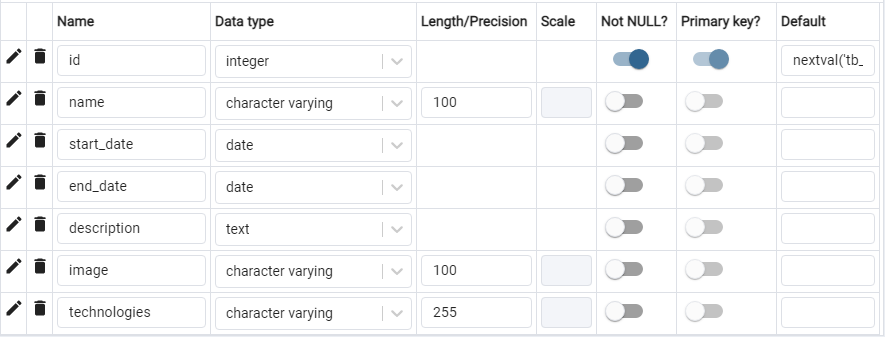 Name Data type Length/Precision Scale Not NULL? Primary key? Default
id integer nextval('tb_
name character varying 100
start_date date
end_date date
description text
image character varying 100
technologies character varying 255